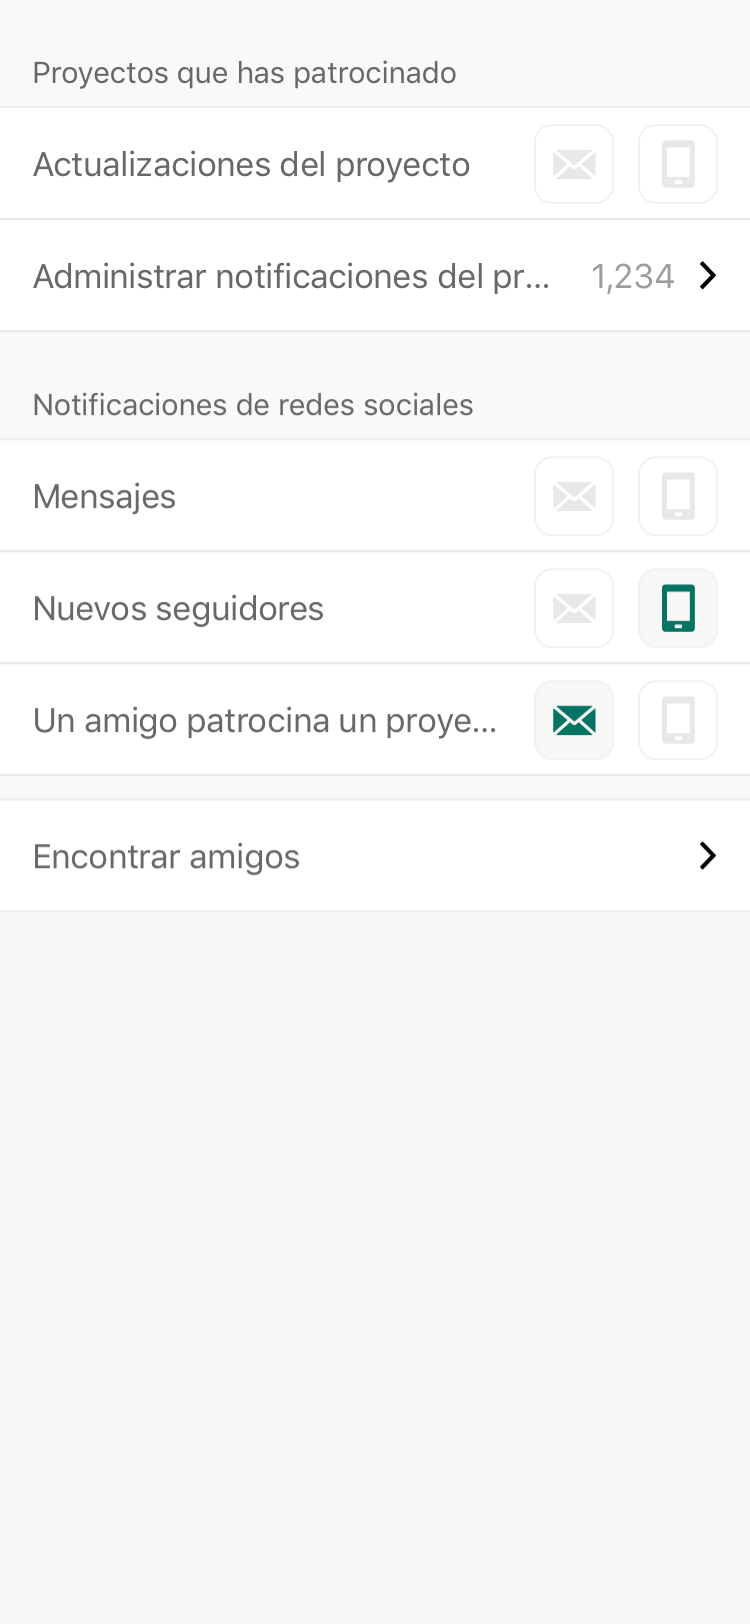 Proyectos que has patrocinado
Actualizaciones del proyecto
Administrar notificaciones del pr... 1,234
Notificaciones de redes sociales
Mensajes
Nuevos seguidores
Un amigo patrocina un proye...
Encontrar amigos